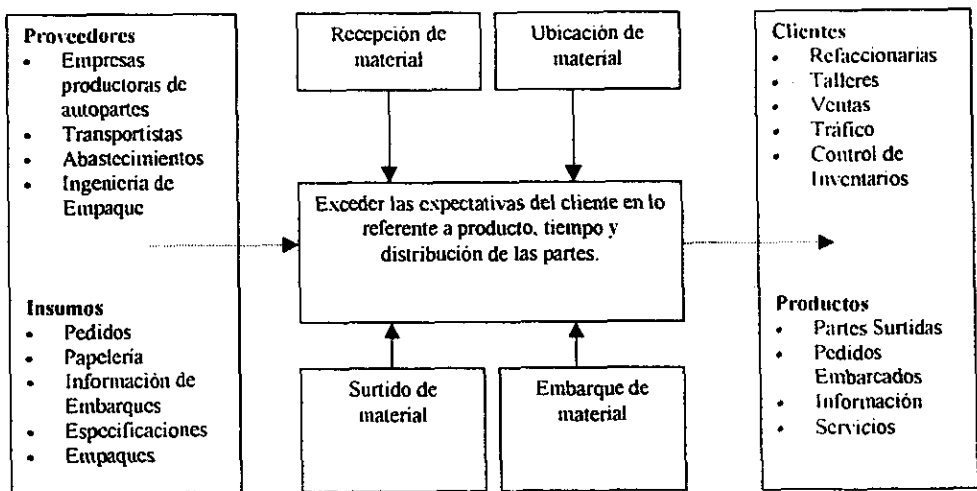 Proveedores
• Empresas
productoras de
autopartes
• Transportistas
• Abastecimientos
• Ingeniería de
Empaque
Insumos
• Pedidos
• Papelería
• Información de
Embarques
• Especificaciones
• Empaques
Recepción de
material
Ubicación de
material
Exceder las expectativas del cliente en lo
referente a producto, tiempo y
distribución de las partes.
Surtido de
material
Embarque de
material
Clientes
• Refaccionarias
• Talleres
• Ventas
• Tráfico
• Control de
Inventarios
Productos
• Partes Surtidas
• Pedidos
Embarcados
• Información
• Servicios